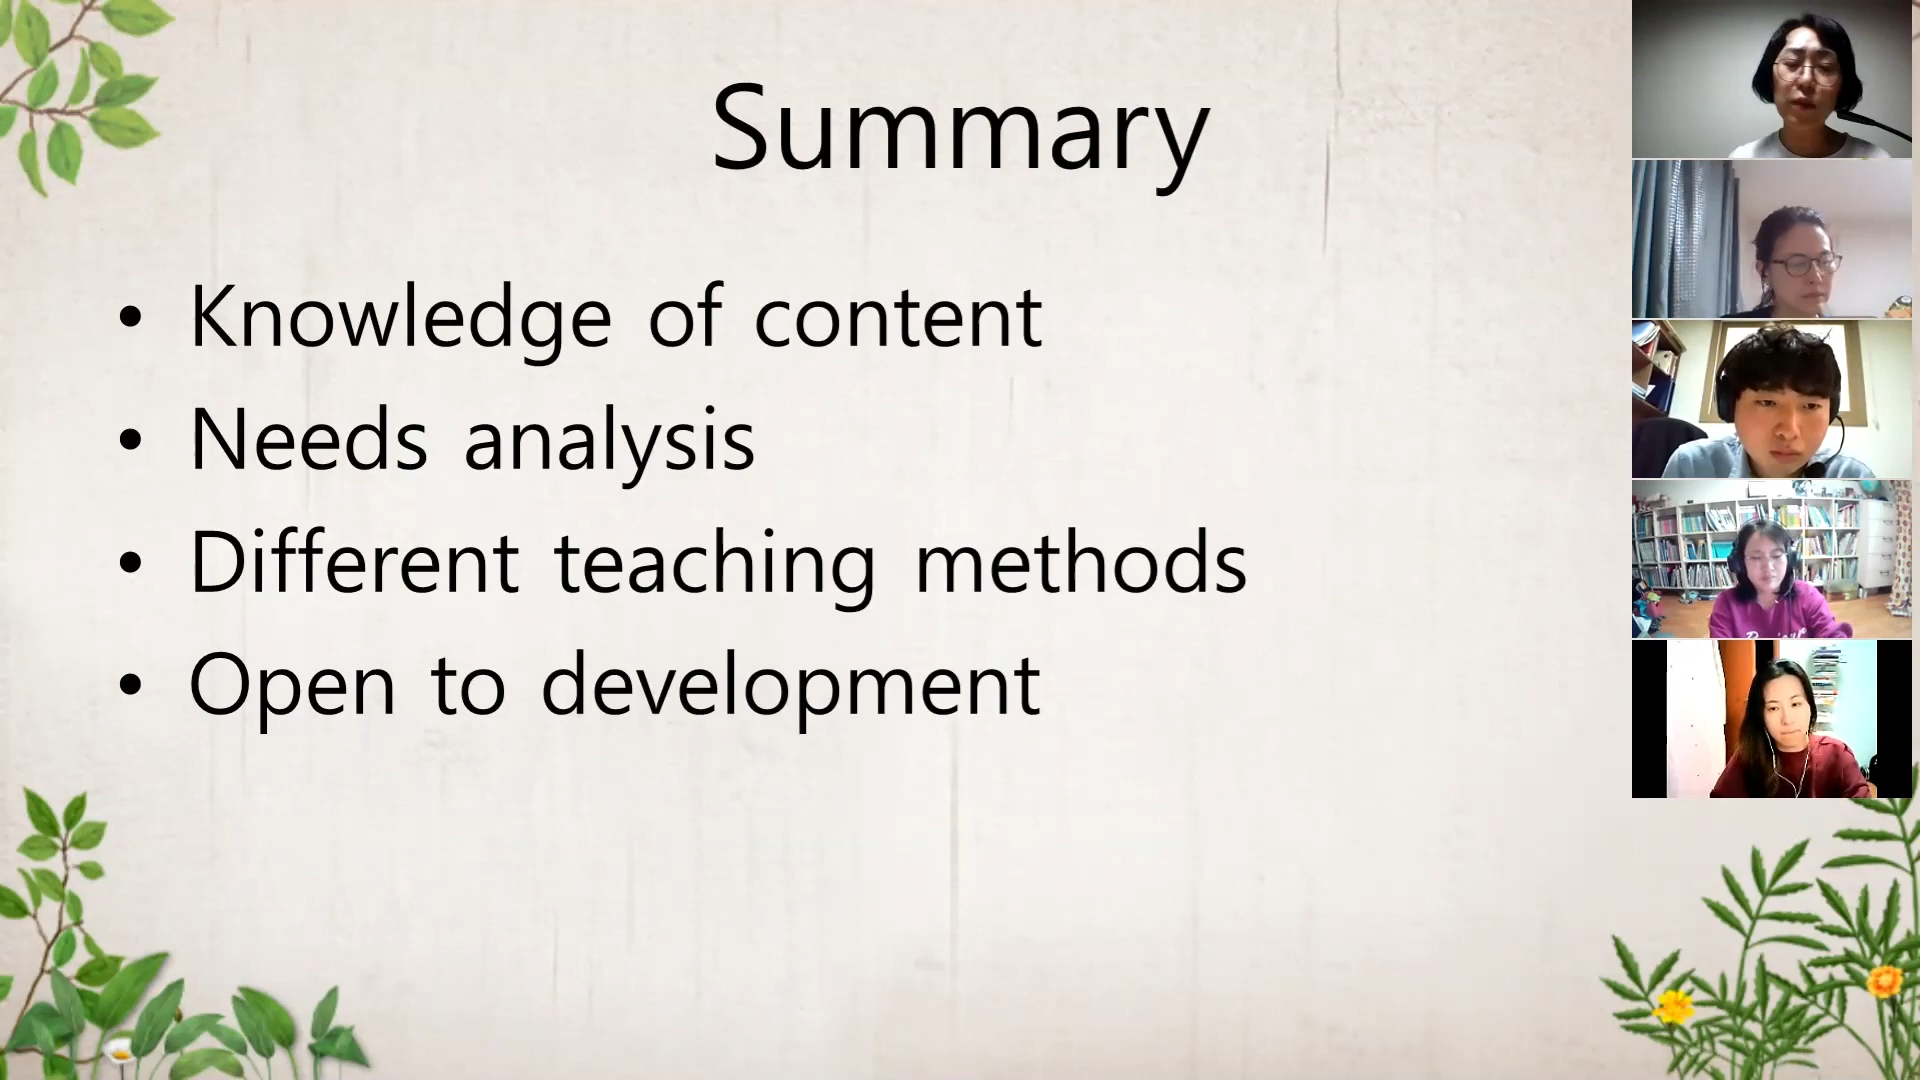 Summary
• Knowledge of content
• Needs analysis
• Different teaching methods
• Open to development